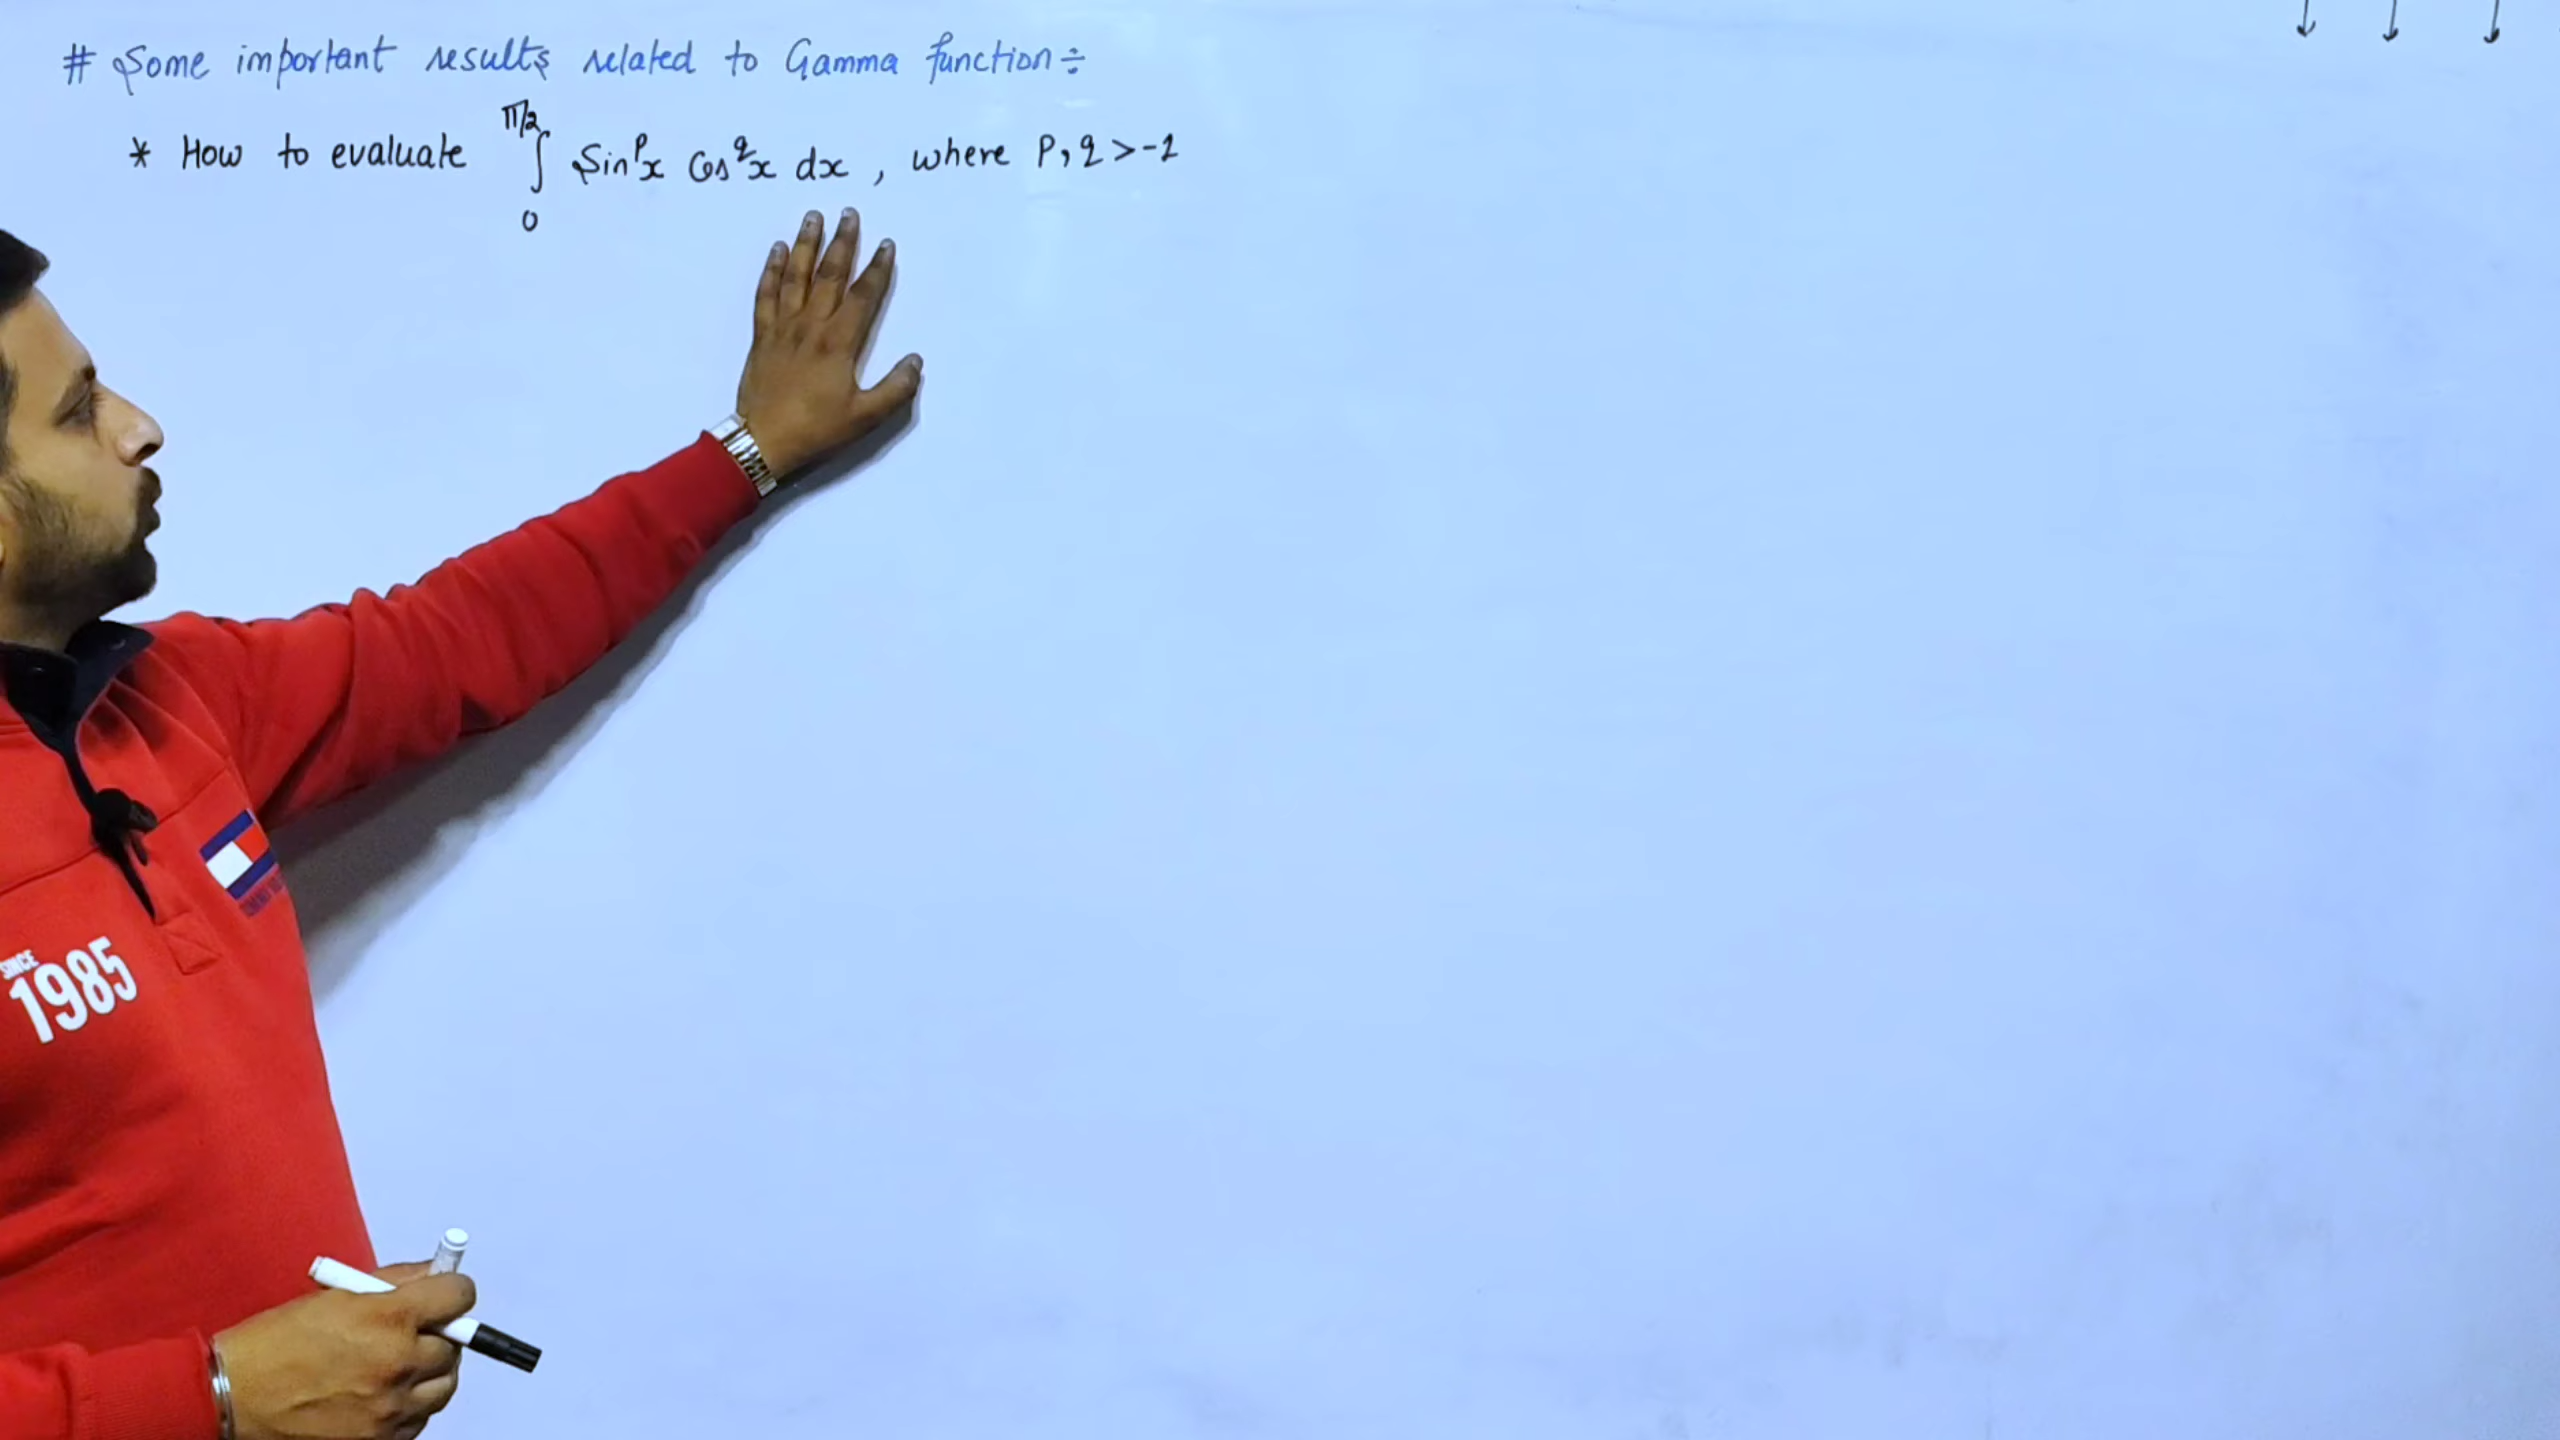 # Some important results related to Gamma function ÷
* How to evaluate ∫₀^{π/2} Sin^p x Cos^q x dx , where P, q > -1
SINCE
1985